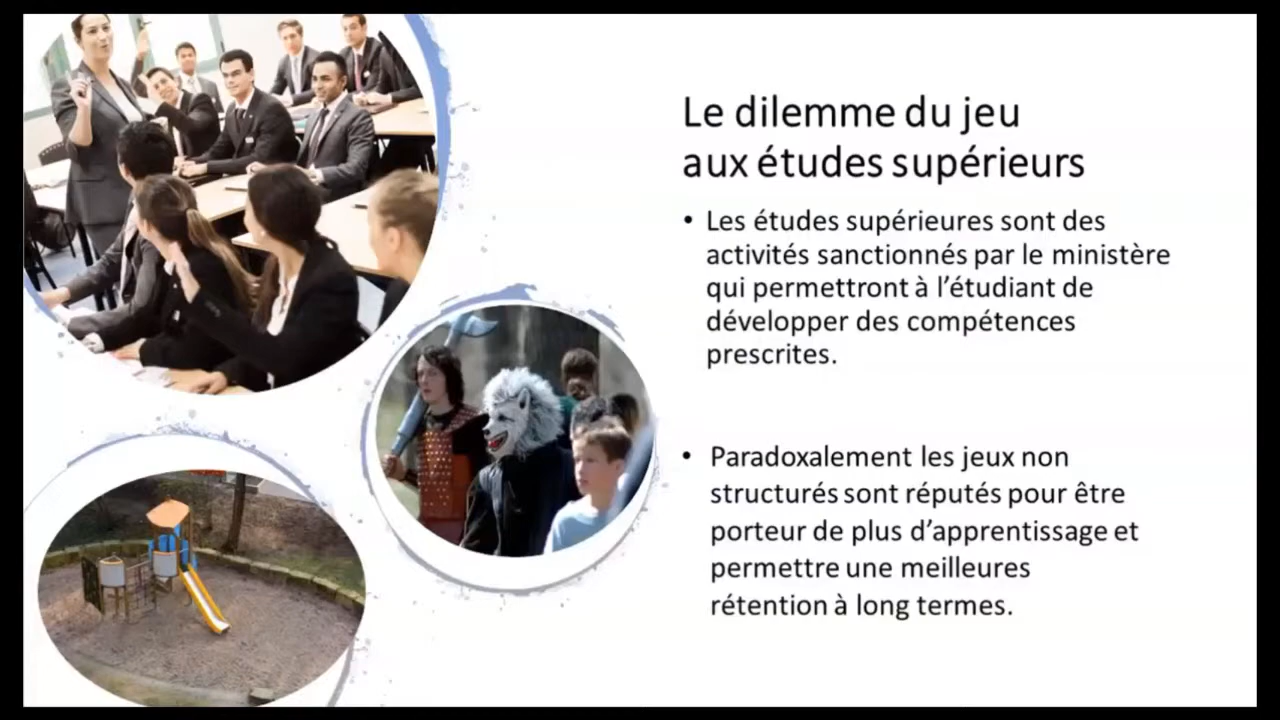 Le dilemme du jeu
aux études supérieurs
• Les études supérieures sont des
activités sanctionnés par le ministère
qui permettront à l'étudiant de
développer des compétences
prescrites.
• Paradoxalement les jeux non
structurés sont réputés pour être
porteur de plus d'apprentissage et
permettre une meilleures
rétention à long termes.